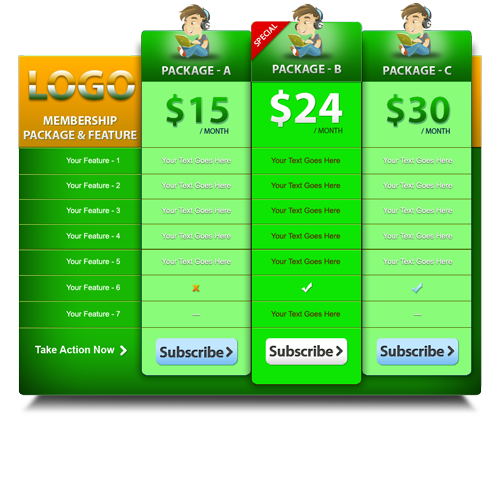 SPECIAL
PACKAGE - A PACKAGE - B PACKAGE - C
LOGO
$15 $24 $30
MEMBERSHIP
PACKAGE & FEATURE
/ MONTH / MONTH / MONTH
Your Feature - 1 Your Text Goes Here Your Text Goes Here Your Text Goes Here
Your Feature - 2 Your Text Goes Here Your Text Goes Here Your Text Goes Here
Your Feature - 3 Your Text Goes Here Your Text Goes Here Your Text Goes Here
Your Feature - 4 Your Text Goes Here Your Text Goes Here Your Text Goes Here
Your Feature - 5 Your Text Goes Here Your Text Goes Here Your Text Goes Here
Your Feature - 6
Your Feature - 7 — Your Text Goes Here —
Take Action Now Subscribe Subscribe Subscribe